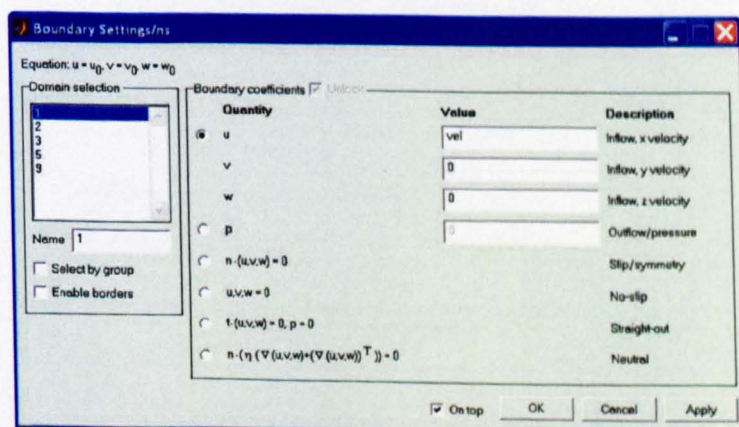 Boundary Settings/ns
Equation: u = u₀, v = v₀, w = w₀
Domain selection
1
2
3
5
9
Name 1
Select by group
Enable borders
Boundary coefficients Unlock
Quantity Value Description
u vel Inflow, x velocity
v 0 Inflow, y velocity
w 0 Inflow, z velocity
p 0 Outflow/pressure
n·(u,v,w) = 0 Slip/symmetry
u,v,w = 0 No-slip
t·(u,v,w) = 0, p = 0 Straight-out
n·(η (∇ (u,v,w)+(∇ (u,v,w))ᵀ )) = 0 Neutral
On top OK Cancel Apply